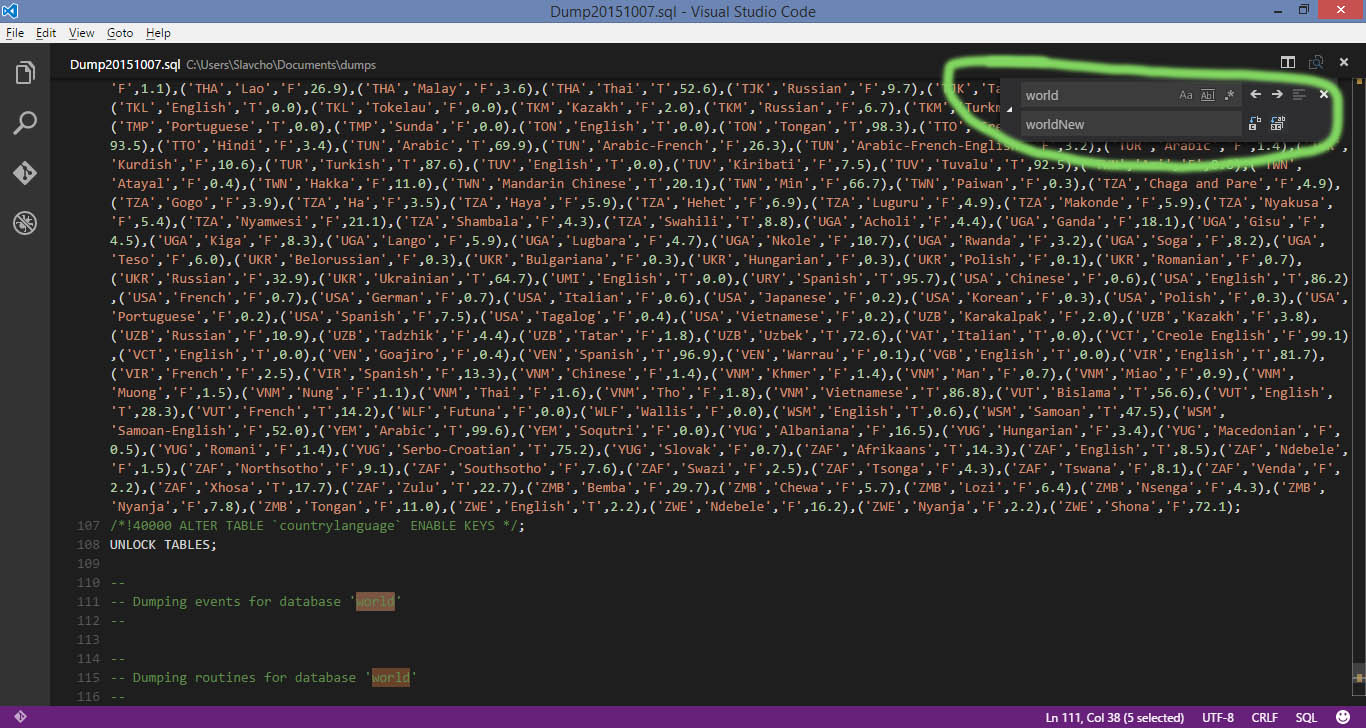 Dump20151007.sql - Visual Studio Code
File Edit View Goto Help
Dump20151007.sql C:\Users\Slavcho\Documents\dumps
world Aa Ab| .*
worldNew
'F',1.1),('THA','Lao','F',26.9),('THA','Malay','F',3.6),('THA','Thai','T',52.6),('TJK','Russian','F',9.7),('TJK','Ta
('TKL','English','T',0.0),('TKL','Tokelau','F',0.0),('TKM','Kazakh','F',2.0),('TKM','Russian','F',6.7),('TKM','Turkm
('TMP','Portuguese','T',0.0),('TMP','Sunda','F',0.0),('TON','English','T',0.0),('TON','Tongan','T',98.3),('TTO',
93.5),('TTO','Hindi','F',3.4),('TUN','Arabic','T',69.9),('TUN','Arabic-French','F',26.3),('TUN','Arabic-French-English','F',3.2),('TUR','Arabic','F',1.4),
'Kurdish','F',10.6),('TUR','Turkish','T',87.6),('TUV','English','T',0.0),('TUV','Kiribati','F',7.5),('TUV','Tuvalu','T',92.5),
'Atayal','F',0.4),('TWN','Hakka','F',11.0),('TWN','Mandarin Chinese','T',20.1),('TWN','Min','F',66.7),('TWN','Paiwan','F',0.3),('TZA','Chaga and Pare','F',4.9),
('TZA','Gogo','F',3.9),('TZA','Ha','F',3.5),('TZA','Haya','F',5.9),('TZA','Hehet','F',6.9),('TZA','Luguru','F',4.9),('TZA','Makonde','F',5.9),('TZA','Nyakusa'
,'F',5.4),('TZA','Nyamwesi','F',21.1),('TZA','Shambala','F',4.3),('TZA','Swahili','T',8.8),('UGA','Acholi','F',4.4),('UGA','Ganda','F',18.1),('UGA','Gisu','F',
4.5),('UGA','Kiga','F',8.3),('UGA','Lango','F',5.9),('UGA','Lugbara','F',4.7),('UGA','Nkole','F',10.7),('UGA','Rwanda','F',3.2),('UGA','Soga','F',8.2),('UGA',
'Teso','F',6.0),('UKR','Belorussian','F',0.3),('UKR','Bulgariana','F',0.3),('UKR','Hungarian','F',0.3),('UKR','Polish','F',0.1),('UKR','Romanian','F',0.7),
('UKR','Russian','F',32.9),('UKR','Ukrainian','T',64.7),('UMI','English','T',0.0),('URY','Spanish','T',95.7),('USA','Chinese','F',0.6),('USA','English','T',86.2)
,('USA','French','F',0.7),('USA','German','F',0.7),('USA','Italian','F',0.6),('USA','Japanese','F',0.2),('USA','Korean','F',0.3),('USA','Polish','F',0.3),('USA',
'Portuguese','F',0.2),('USA','Spanish','F',7.5),('USA','Tagalog','F',0.4),('USA','Vietnamese','F',0.2),('UZB','Karakalpak','F',2.0),('UZB','Kazakh','F',3.8),
('UZB','Russian','F',10.9),('UZB','Tadzhik','F',4.4),('UZB','Tatar','F',1.8),('UZB','Uzbek','T',72.6),('VAT','Italian','T',0.0),('VCT','Creole English','F',99.1)
,('VCT','English','T',0.0),('VEN','Goajiro','F',0.4),('VEN','Spanish','T',96.9),('VEN','Warrau','F',0.1),('VGB','English','T',0.0),('VIR','English','T',81.7),
('VIR','French','F',2.5),('VIR','Spanish','F',13.3),('VNM','Chinese','F',1.4),('VNM','Khmer','F',1.4),('VNM','Man','F',0.7),('VNM','Miao','F',0.9),('VNM',
'Muong','F',1.5),('VNM','Nung','F',1.1),('VNM','Thai','F',1.6),('VNM','Tho','F',1.8),('VNM','Vietnamese','T',86.8),('VUT','Bislama','T',56.6),('VUT','English',
'T',28.3),('VUT','French','T',14.2),('WLF','Futuna','F',0.0),('WLF','Wallis','F',0.0),('WSM','English','T',0.6),('WSM','Samoan','T',47.5),('WSM',
'Samoan-English','F',52.0),('YEM','Arabic','T',99.6),('YEM','Soqutri','F',0.0),('YUG','Albaniana','F',16.5),('YUG','Hungarian','F',3.4),('YUG','Macedonian','F',
0.5),('YUG','Romani','F',1.4),('YUG','Serbo-Croatian','T',75.2),('YUG','Slovak','F',0.7),('ZAF','Afrikaans','T',14.3),('ZAF','English','T',8.5),('ZAF','Ndebele',
'F',1.5),('ZAF','Northsotho','F',9.1),('ZAF','Southsotho','F',7.6),('ZAF','Swazi','F',2.5),('ZAF','Tsonga','F',4.3),('ZAF','Tswana','F',8.1),('ZAF','Venda','F',
2.2),('ZAF','Xhosa','T',17.7),('ZAF','Zulu','T',22.7),('ZMB','Bemba','F',29.7),('ZMB','Chewa','F',5.7),('ZMB','Lozi','F',6.4),('ZMB','Nsenga','F',4.3),('ZMB',
'Nyanja','F',7.8),('ZMB','Tongan','F',11.0),('ZWE','English','T',2.2),('ZWE','Ndebele','F',16.2),('ZWE','Nyanja','F',2.2),('ZWE','Shona','F',72.1);
107 /*!40000 ALTER TABLE `countrylanguage` ENABLE KEYS */;
108 UNLOCK TABLES;
109
110 --
111 -- Dumping events for database 'world'
112 --
113
114 --
115 -- Dumping routines for database 'world'
116 --
Ln 111, Col 38 (5 selected) UTF-8 CRLF SQL